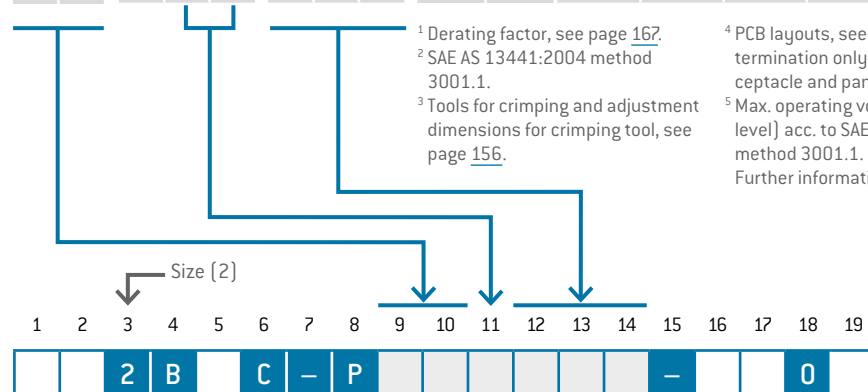 ¹ Derating factor, see page 167.
² SAE AS 13441:2004 method
3001.1.
³ Tools for crimping and adjustment
dimensions for crimping tool, see
page 156.
⁴ PCB layouts, see
termination only
ceptacle and
⁵ Max. operating
level) acc. to SAE
method 3001.1.
Further
Size (2)
1 2 3 4 5 6 7 8 9 10 11 12 13 14 15 16 17 18 19
2 B C – P – 0